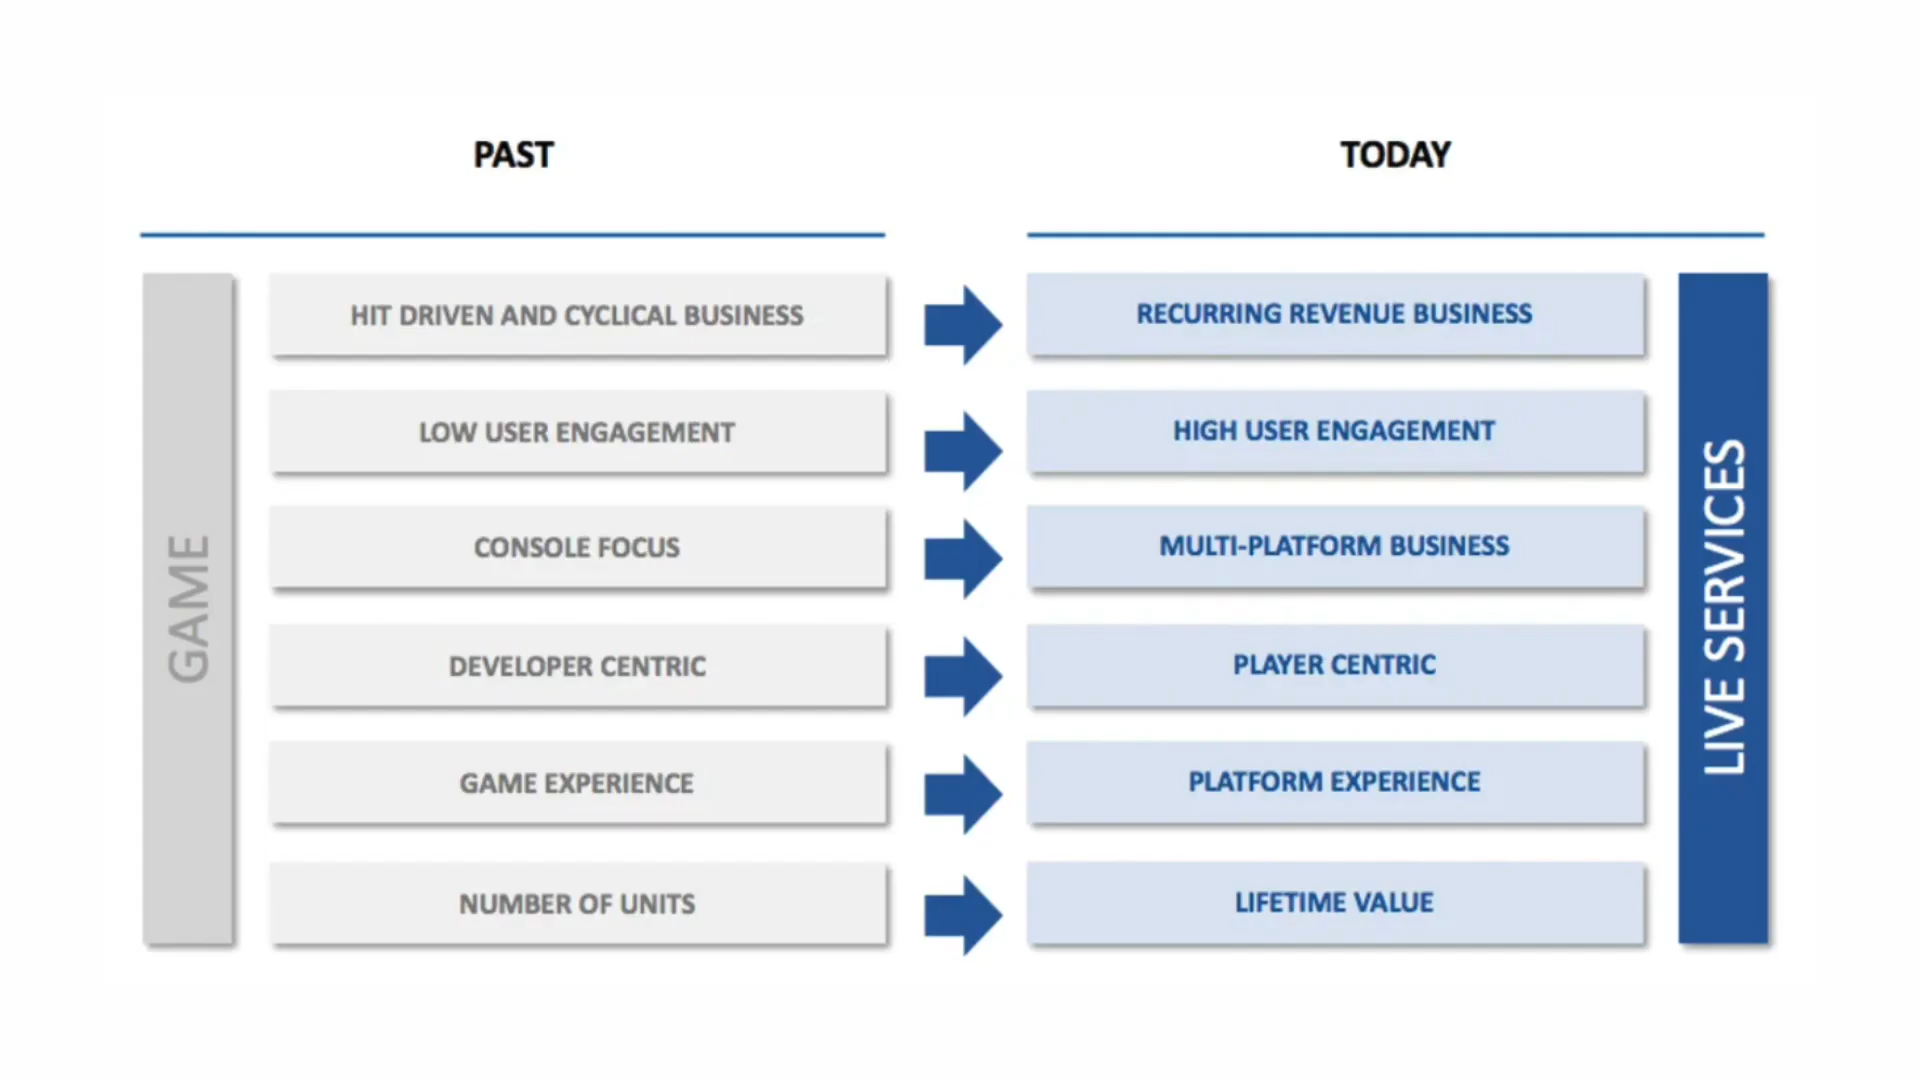 PAST
TODAY
GAME
HIT DRIVEN AND CYCLICAL BUSINESS
RECURRING REVENUE BUSINESS
LOW USER ENGAGEMENT
HIGH USER ENGAGEMENT
CONSOLE FOCUS
MULTI-PLATFORM BUSINESS
DEVELOPER CENTRIC
PLAYER CENTRIC
GAME EXPERIENCE
PLATFORM EXPERIENCE
NUMBER OF UNITS
LIFETIME VALUE
LIVE SERVICES